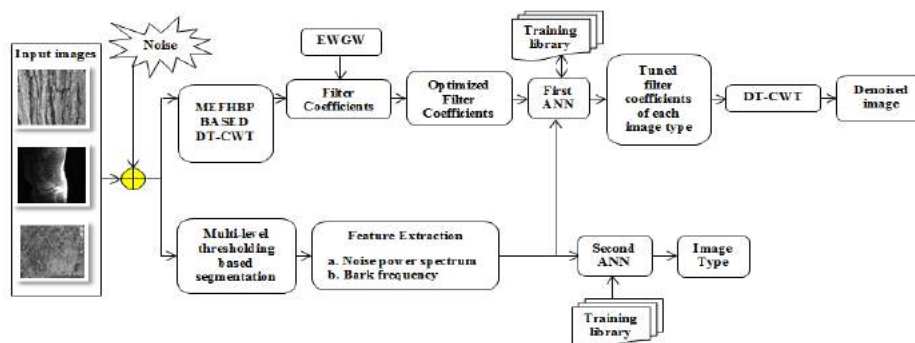 Input images
Noise
EWGW
Training
library
MEFHBP
BASED
DT-CWT
Filter
Coefficients
Optimized
Filter
Coefficients
First
ANN
Tuned
filter
coefficients
of each
image type
DT-CWT
Denoised
image
Multi-level
thresholding
based
segmentation
Feature Extraction
a. Noise power spectrum
b. Bark frequency
Second
ANN
Image
Type
Training
library